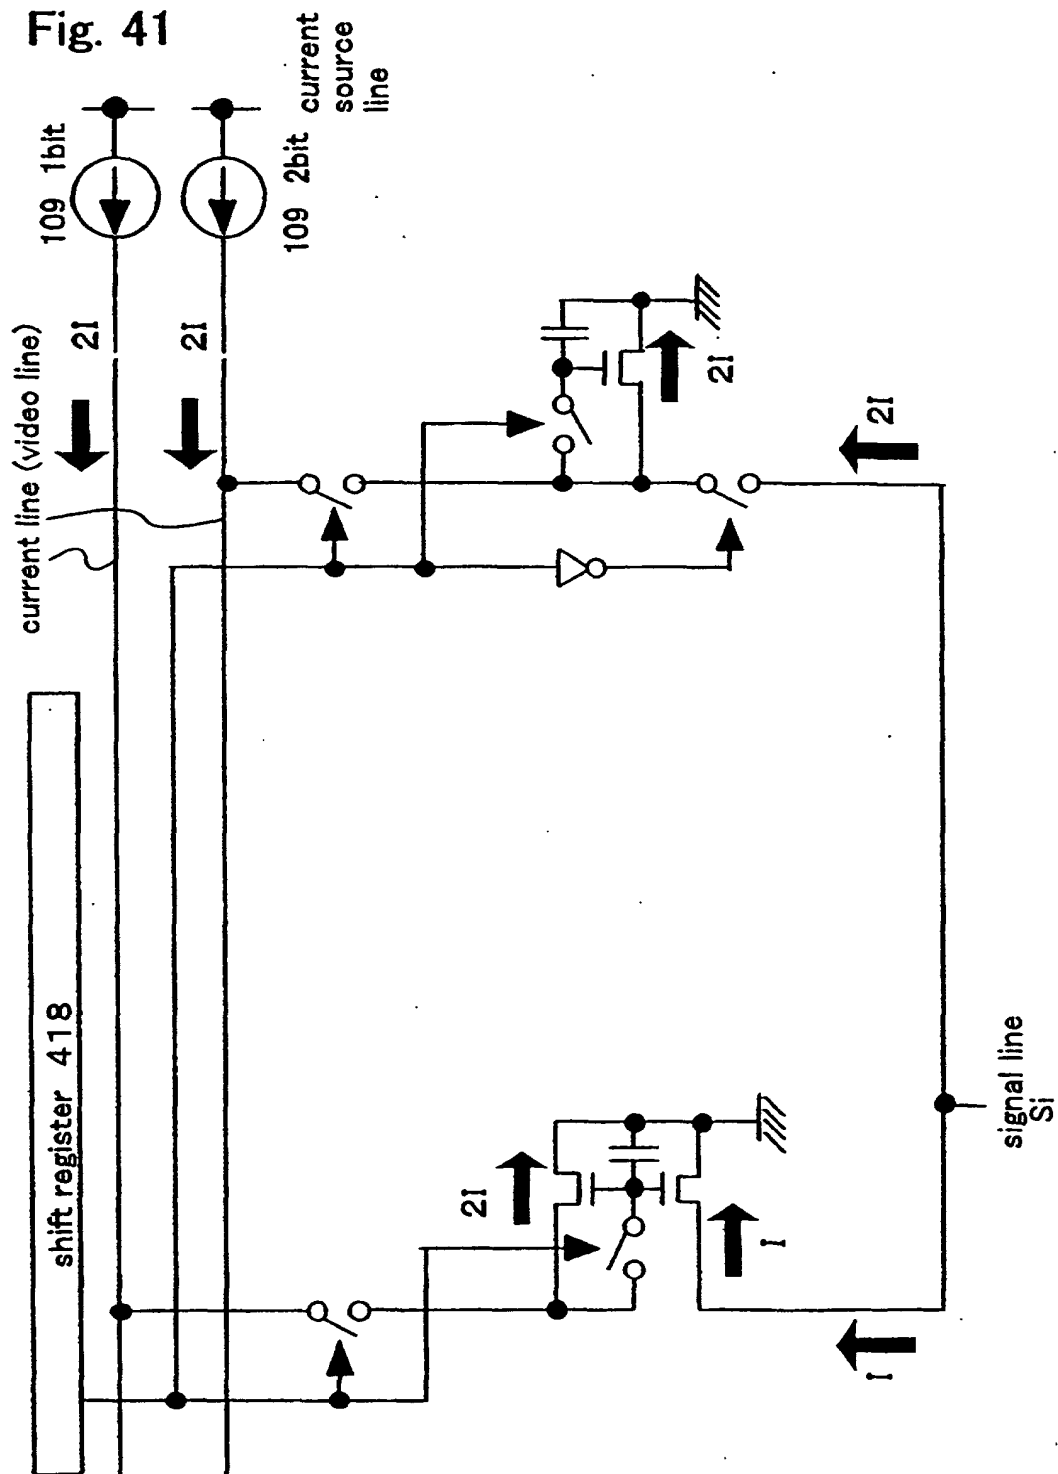 Fig. 41
current
source
line
109 1bit
109 2bit
current line (video line)
2I
2I
2I
2I
shift register 418
2I
I
I
signal line
Si